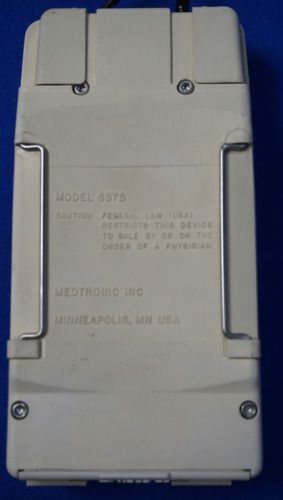 MODEL 5375
CAUTION FEDERAL LAW (USA)
RESTRICTS THIS DEVICE
TO SALE BY OR ON THE
ORDER OF A PHYSICIAN.
MEDTRONIC INC
MINNEAPOLIS, MN USA